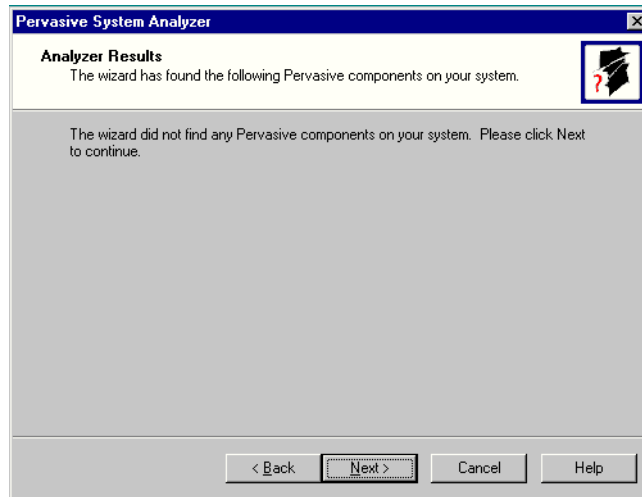 Pervasive System Analyzer
Analyzer Results
The wizard has found the following Pervasive components on your system.
?
The wizard did not find any Pervasive components on your system.  Please click Next
to continue.
< Back
Next >
Cancel
Help